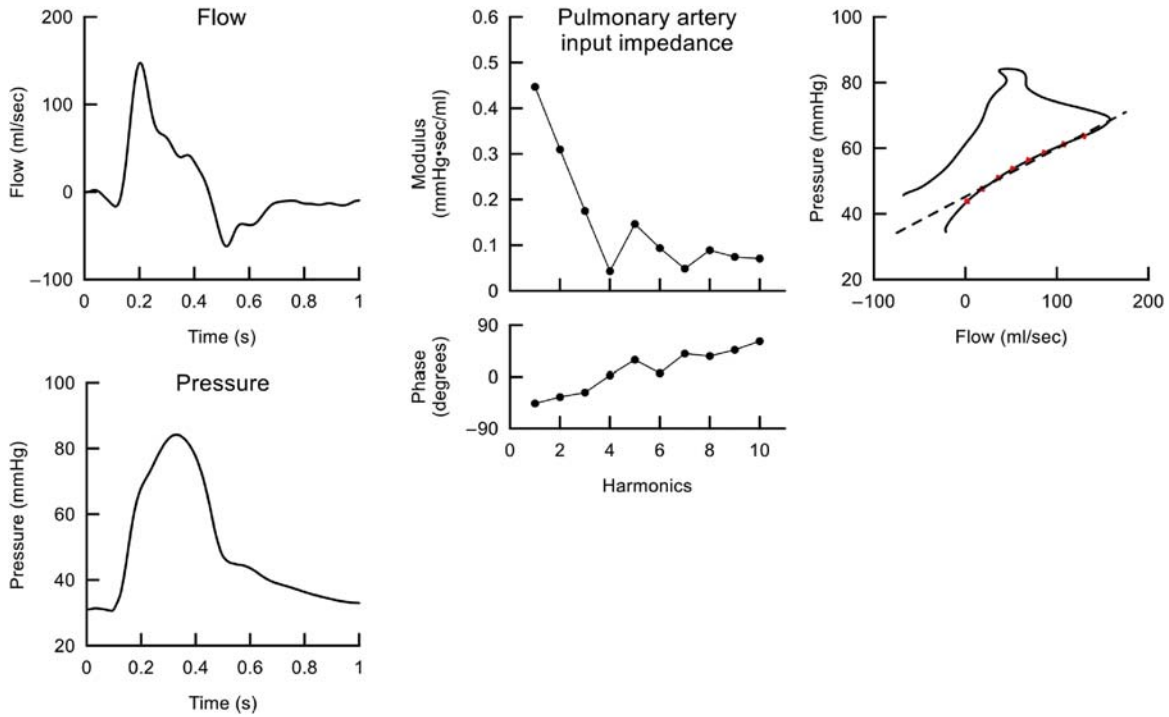 Flow
200
100
0
–100
Flow (ml/sec)
0 0.2 0.4 0.6 0.8 1
Time (s)
Pressure
100
80
60
40
20
Pressure (mmHg)
0 0.2 0.4 0.6 0.8 1
Time (s)
Pulmonary artery
input impedance
0.6
0.5
0.4
0.3
0.2
0.1
0
Modulus
(mmHg•sec/ml)
90
0
–90
Phase
(degrees)
0 2 4 6 8 10
Harmonics
100
80
60
40
20
Pressure (mmHg)
–100 0 100 200
Flow (ml/sec)